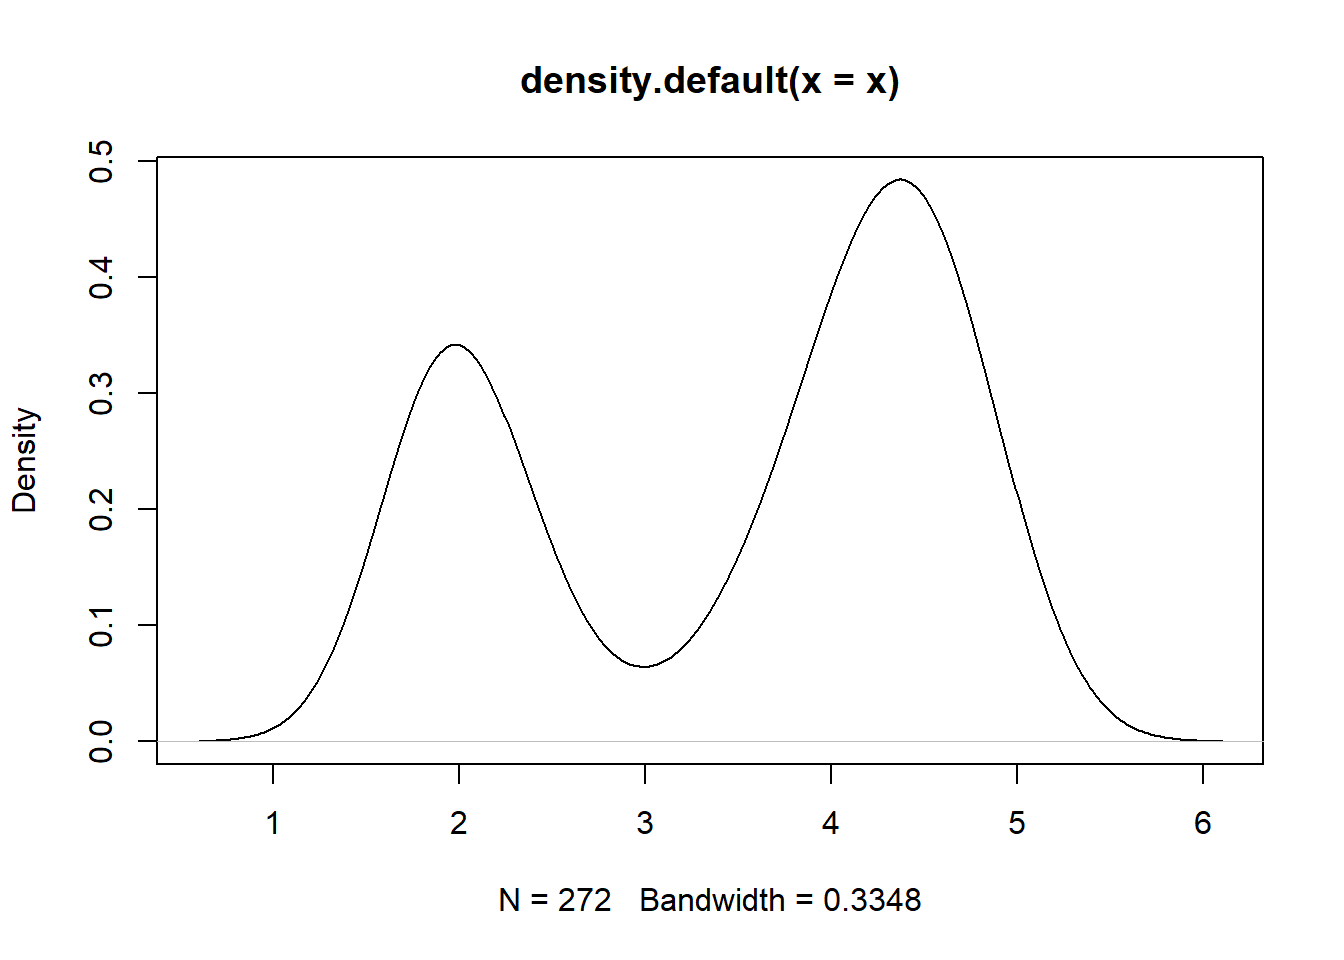 density.default(x = x)
Density
0.5
0.4
0.3
0.2
0.1
0.0
1 2 3 4 5 6
N = 272 Bandwidth = 0.3348